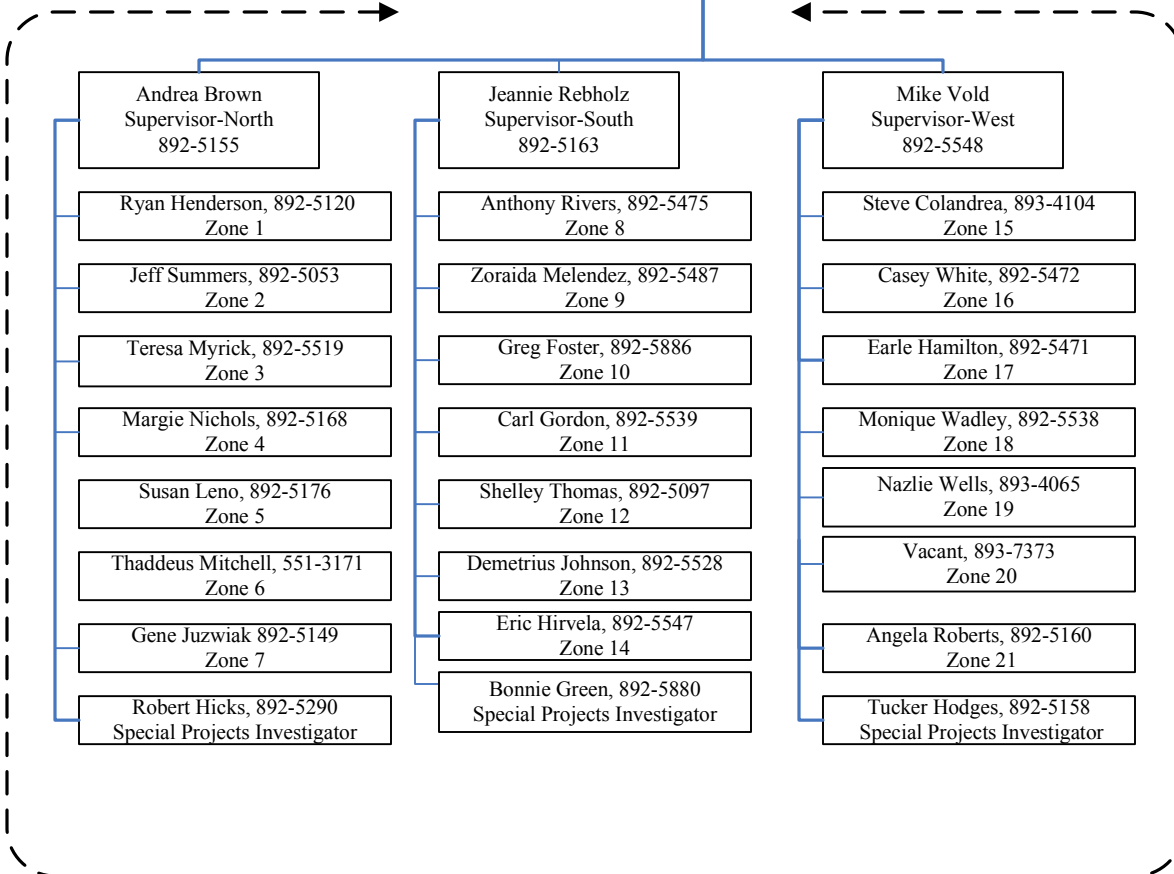 Andrea Brown
Supervisor-North
892-5155
Ryan Henderson, 892-5120
Zone 1
Jeff Summers, 892-5053
Zone 2
Teresa Myrick, 892-5519
Zone 3
Margie Nichols, 892-5168
Zone 4
Susan Leno, 892-5176
Zone 5
Thaddeus Mitchell, 551-3171
Zone 6
Gene Juzwiak 892-5149
Zone 7
Robert Hicks, 892-5290
Special Projects Investigator
Jeannie Rebholz
Supervisor-South
892-5163
Anthony Rivers, 892-5475
Zone 8
Zoraida Melendez, 892-5487
Zone 9
Greg Foster, 892-5886
Zone 10
Carl Gordon, 892-5539
Zone 11
Shelley Thomas, 892-5097
Zone 12
Demetrius Johnson, 892-5528
Zone 13
Eric Hirvela, 892-5547
Zone 14
Bonnie Green, 892-5880
Special Projects Investigator
Mike Vold
Supervisor-West
892-5548
Steve Colandrea, 893-4104
Zone 15
Casey White, 892-5472
Zone 16
Earle Hamilton, 892-5471
Zone 17
Monique Wadley, 892-5538
Zone 18
Nazlie Wells, 893-4065
Zone 19
Vacant, 893-7373
Zone 20
Angela Roberts, 892-5160
Zone 21
Tucker Hodges, 892-5158
Special Projects Investigator